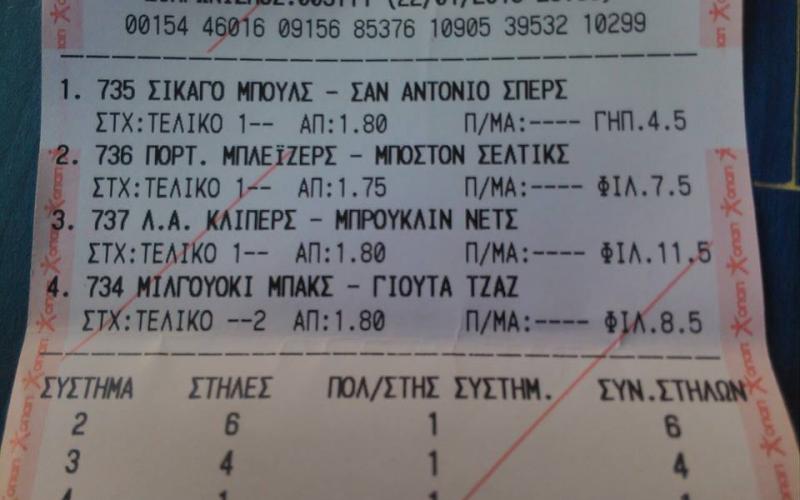 00154 46016 09156 85376 10905 39532 10299
1. 735 ΣΙΚΑΓΟ ΜΠΟΥΛΣ - ΣΑΝ ΑΝΤΟΝΙΟ ΣΠΕΡΣ
ΣΤΧ:ΤΕΛΙΚΟ 1-- ΑΠ:1.80 Π/ΜΑ:---- ΓΗΠ.4.5
2. 736 ΠΟΡΤ. ΜΠΛΕΪΖΕΡΣ - ΜΠΟΣΤΟΝ ΣΕΛΤΙΚΣ
ΣΤΧ:ΤΕΛΙΚΟ 1-- ΑΠ:1.75 Π/ΜΑ:---- ΦΙΛ.7.5
3. 737 Λ.Α. ΚΛΙΠΕΡΣ - ΜΠΡΟΥΚΛΙΝ ΝΕΤΣ
ΣΤΧ:ΤΕΛΙΚΟ 1-- ΑΠ:1.80 Π/ΜΑ:---- ΦΙΛ.11.5
4. 734 ΜΙΛΓΟΥΟΚΙ ΜΠΑΚΣ - ΓΙΟΥΤΑ ΤΖΑΖ
ΣΤΧ:ΤΕΛΙΚΟ --2 ΑΠ:1.80 Π/ΜΑ:---- ΦΙΛ.8.5
ΣΥΣΤΗΜΑ ΣΤΗΛΕΣ ΠΟΛ/ΣΤΗΣ ΣΥΣΤΗΜ. ΣΥΝ.ΣΤΗΛΩΝ
2 6 1 6
3 4 1 4